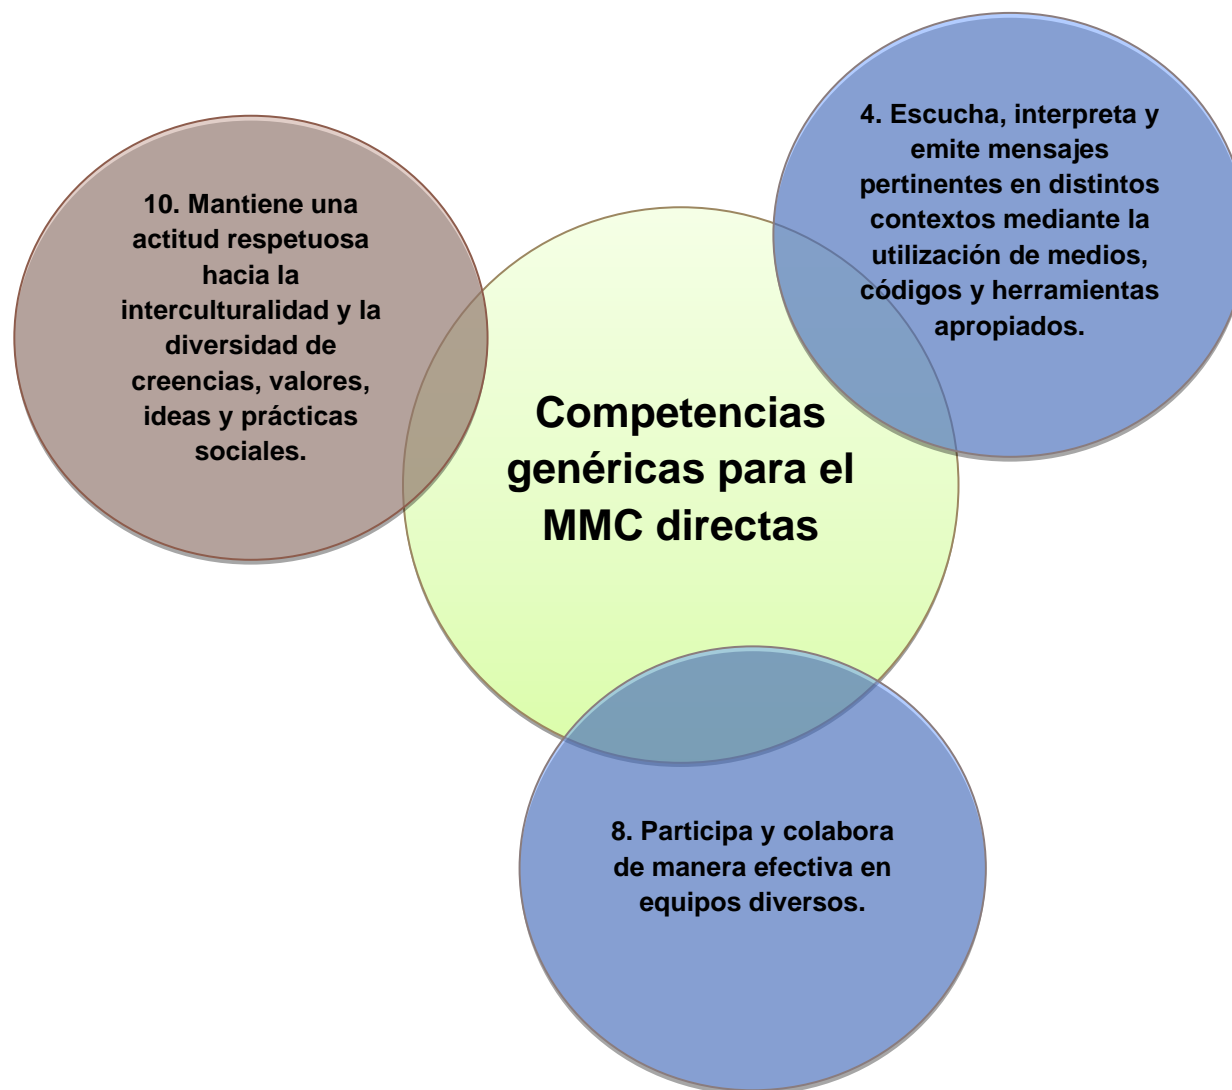 4. Escucha, interpreta y
emite mensajes
pertinentes en distintos
contextos mediante la
utilización de medios,
códigos y herramientas
apropiados.
10. Mantiene una
actitud respetuosa
hacia la
interculturalidad y la
diversidad de
creencias, valores,
ideas y prácticas
sociales.
Competencias
genéricas para el
MMC directas
8. Participa y colabora
de manera efectiva en
equipos diversos.